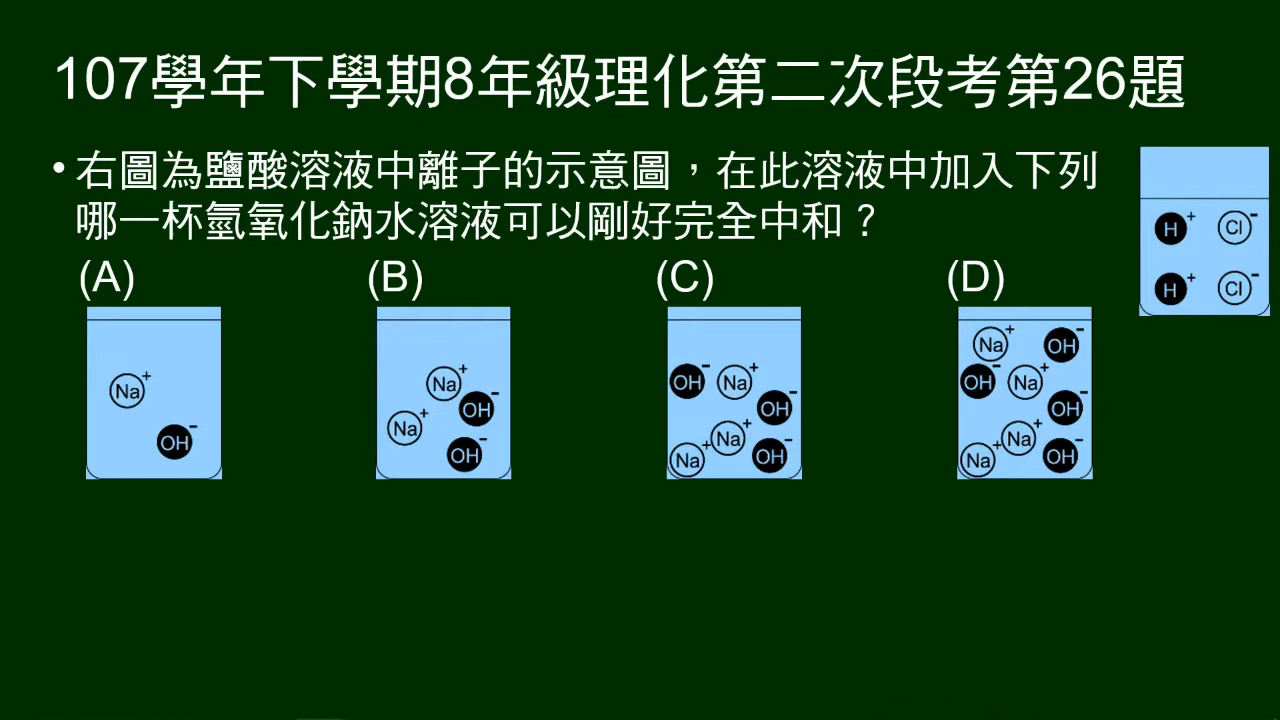 107學年下學期8年級理化第二次段考第26題
• 右圖為鹽酸溶液中離子的示意圖，在此溶液中加入下列
哪一杯氫氧化鈉水溶液可以剛好完全中和？
H+ Cl-
H+ Cl-
(A) (B) (C) (D)
Na+
OH-
Na+
OH-
Na+
OH-
OH- Na+
OH-
Na+
Na+ OH-
Na+ OH-
OH- Na+
OH-
Na+
Na+ OH-